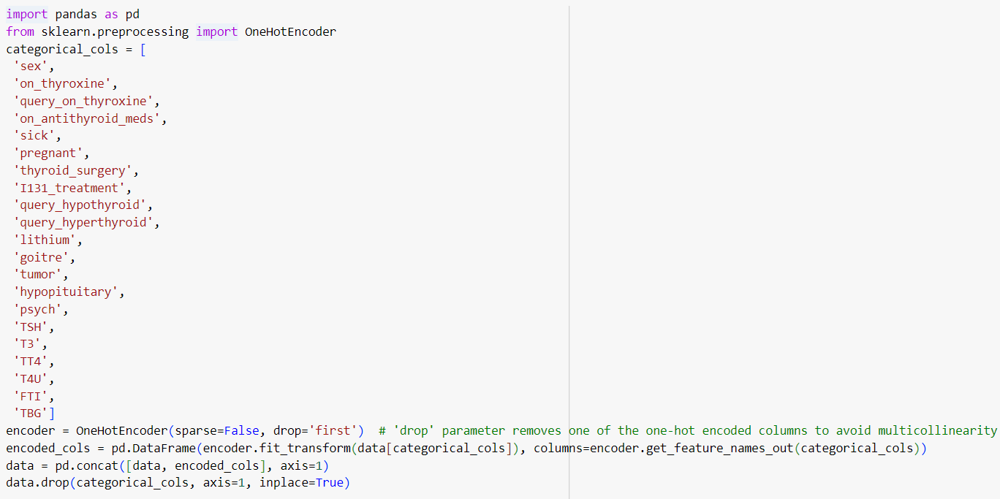 import pandas as pd
from sklearn.preprocessing import OneHotEncoder
categorical_cols = [
 'sex',
 'on_thyroxine',
 'query_on_thyroxine',
 'on_antithyroid_meds',
 'sick',
 'pregnant',
 'thyroid_surgery',
 'I131_treatment',
 'query_hypothyroid',
 'query_hyperthyroid',
 'lithium',
 'goitre',
 'tumor',
 'hypopituitary',
 'psych',
 'TSH',
 'T3',
 'TT4',
 'T4U',
 'FTI',
 'TBG']
encoder = OneHotEncoder(sparse=False, drop='first')  # 'drop' parameter removes one of the one-hot encoded columns to avoid multicollinearity
encoded_cols = pd.DataFrame(encoder.fit_transform(data[categorical_cols]), columns=encoder.get_feature_names_out(categorical_cols))
data = pd.concat([data, encoded_cols], axis=1)
data.drop(categorical_cols, axis=1, inplace=True)